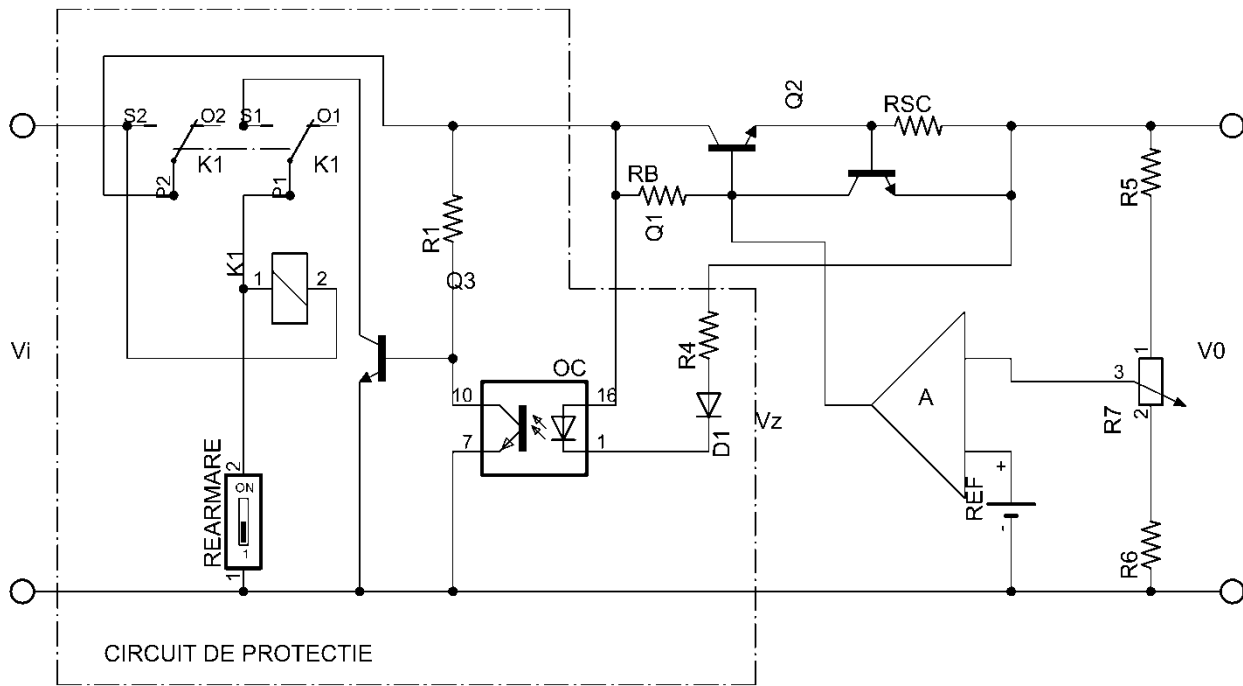 Q2
RSC
S2
O2
S1
O1
K1
K1
P2
P1
RB
Q1
R5
R1
K1
1
2
Q3
R4
Vi
OC
10
16
7
1
D1
Vz
A
1
3
2
R7
V0
REARMARE
2
ON
1
1
REF
+
-
R6
CIRCUIT DE PROTECTIE